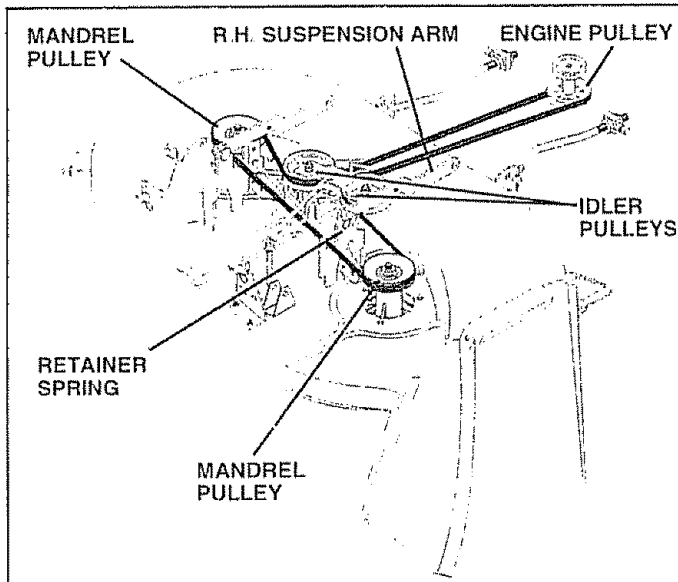 MANDREL
PULLEY
R.H. SUSPENSION ARM
ENGINE PULLEY
IDLER
PULLEYS
RETAINER
SPRING
MANDREL
PULLEY